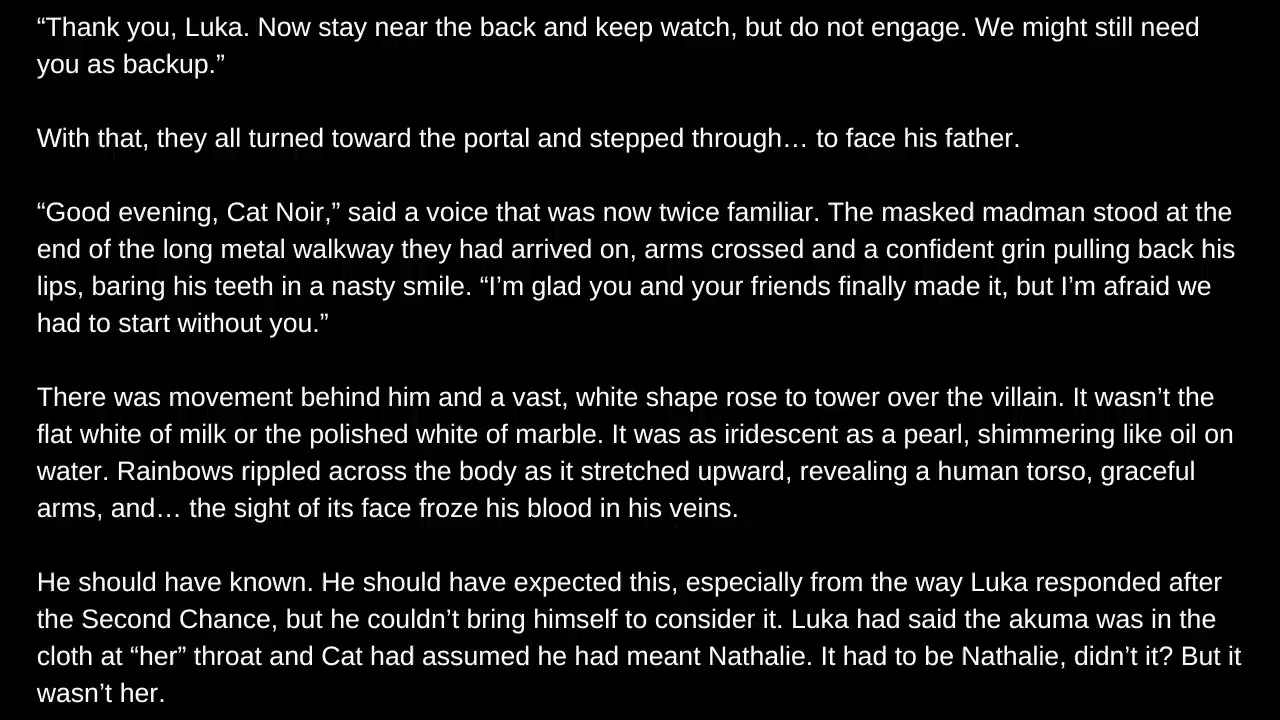 “Thank you, Luka. Now stay near the back and keep watch, but do not engage. We might still need
you as backup.”
With that, they all turned toward the portal and stepped through… to face his father.
“Good evening, Cat Noir,” said a voice that was now twice familiar. The masked madman stood at the
end of the long metal walkway they had arrived on, arms crossed and a confident grin pulling back his
lips, baring his teeth in a nasty smile. “I’m glad you and your friends finally made it, but I’m afraid we
had to start without you.”
There was movement behind him and a vast, white shape rose to tower over the villain. It wasn’t the
flat white of milk or the polished white of marble. It was as iridescent as a pearl, shimmering like oil on
water. Rainbows rippled across the body as it stretched upward, revealing a human torso, graceful
arms, and… the sight of its face froze his blood in his veins.
He should have known. He should have expected this, especially from the way Luka responded after
the Second Chance, but he couldn’t bring himself to consider it. Luka had said the akuma was in the
cloth at “her” throat and Cat had assumed he had meant Nathalie. It had to be Nathalie, didn’t it? But it
wasn’t her.